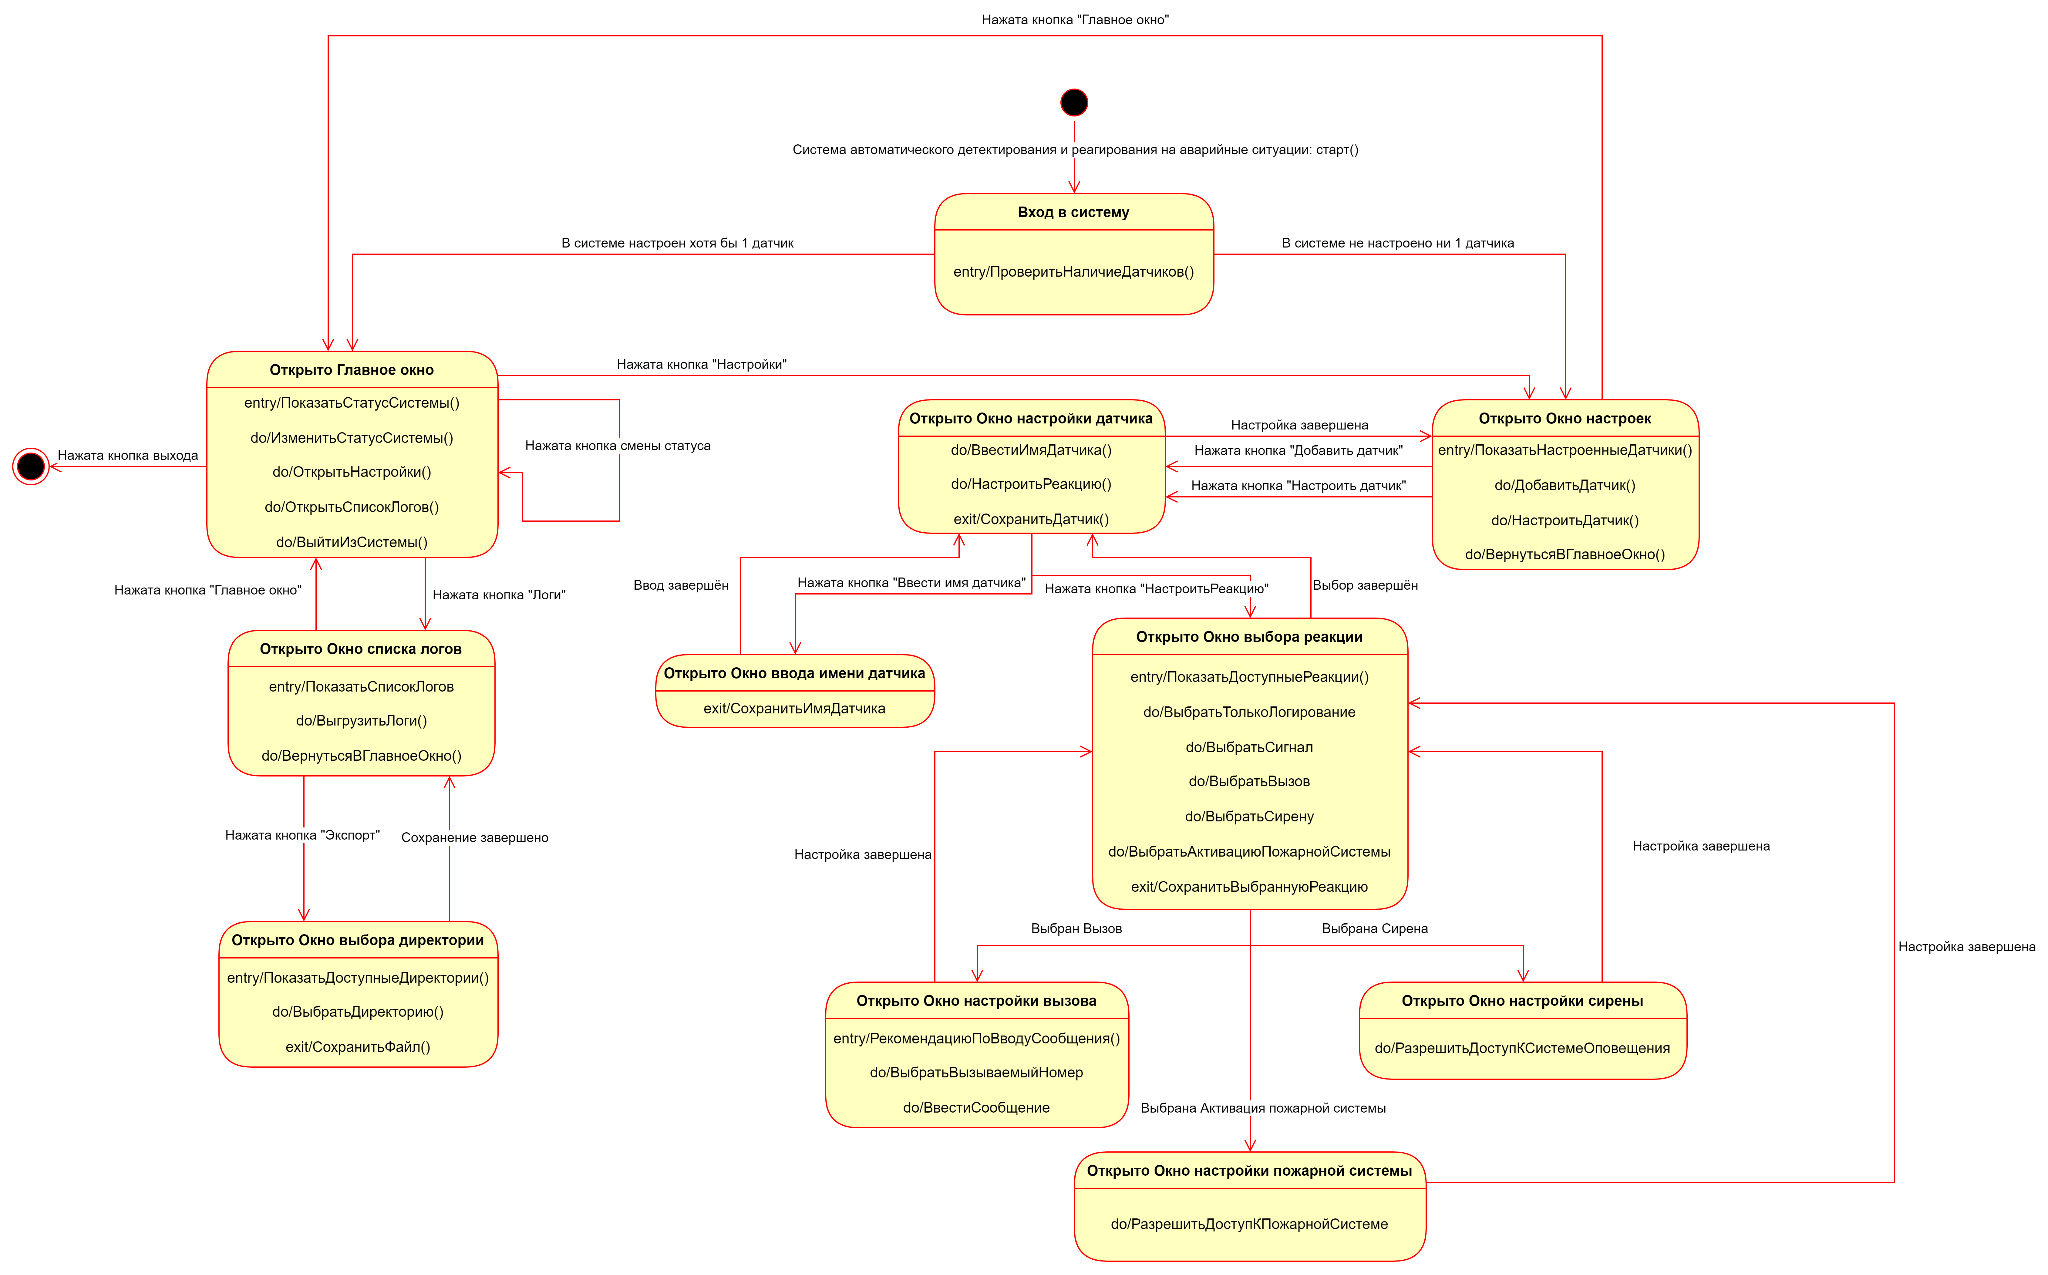 Нажата кнопка "Главное окно"
Система автоматического детектирования и реагирования на аварийные ситуации: старт()
Вход в систему
entry/ПроверитьНаличиеДатчиков()
В системе настроен хотя бы 1 датчик
В системе не настроено ни 1 датчика
Открыто Главное окно
entry/ПоказатьСтатусСистемы()
do/ИзменитьСтатусСистемы()
do/ОткрытьНастройки()
do/ОткрытьСписокЛогов()
do/ВыйтиИзСистемы()
Нажата кнопка "Настройки"
Нажата кнопка смены статуса
Нажата кнопка выхода
Открыто Окно настройки датчика
do/ВвестиИмяДатчика()
do/НастроитьРеакцию()
exit/СохранитьДатчик()
Настройка завершена
Нажата кнопка "Добавить датчик"
Нажата кнопка "Настроить датчик"
Открыто Окно настроек
entry/ПоказатьНастроенныеДатчики()
do/ДобавитьДатчик()
do/НастроитьДатчик()
do/ВернутьсяВГлавноеОкно()
Нажата кнопка "Главное окно"
Нажата кнопка "Логи"
Ввод завершён
Нажата кнопка "Ввести имя датчика"
Нажата кнопка "НастроитьРеакцию"
Выбор завершён
Открыто Окно списка логов
entry/ПоказатьСписокЛогов
do/ВыгрузитьЛоги()
do/ВернутьсяВГлавноеОкно()
Открыто Окно ввода имени датчика
exit/СохранитьИмяДатчика
Открыто Окно выбора реакции
entry/ПоказатьДоступныеРеакции()
do/ВыбратьТолькоЛогирование
do/ВыбратьСигнал
do/ВыбратьВызов
do/ВыбратьСирену
do/ВыбратьАктивациюПожарнойСистемы
exit/СохранитьВыбраннуюРеакцию
Нажата кнопка "Экспорт"
Сохранение завершено
Настройка завершена
Настройка завершена
Настройка завершена
Открыто Окно выбора директории
entry/ПоказатьДоступныеДиректории()
do/ВыбратьДиректорию()
exit/СохранитьФайл()
Выбран Вызов
Выбрана Сирена
Открыто Окно настройки вызова
entry/РекомендациюПоВводуСообщения()
do/ВыбратьВызываемыйНомер
do/ВвестиСообщение
Открыто Окно настройки сирены
do/РазрешитьДоступКСистемеОповещения
Выбрана Активация пожарной системы
Открыто Окно настройки пожарной системы
do/РазрешитьДоступКПожарнойСистеме